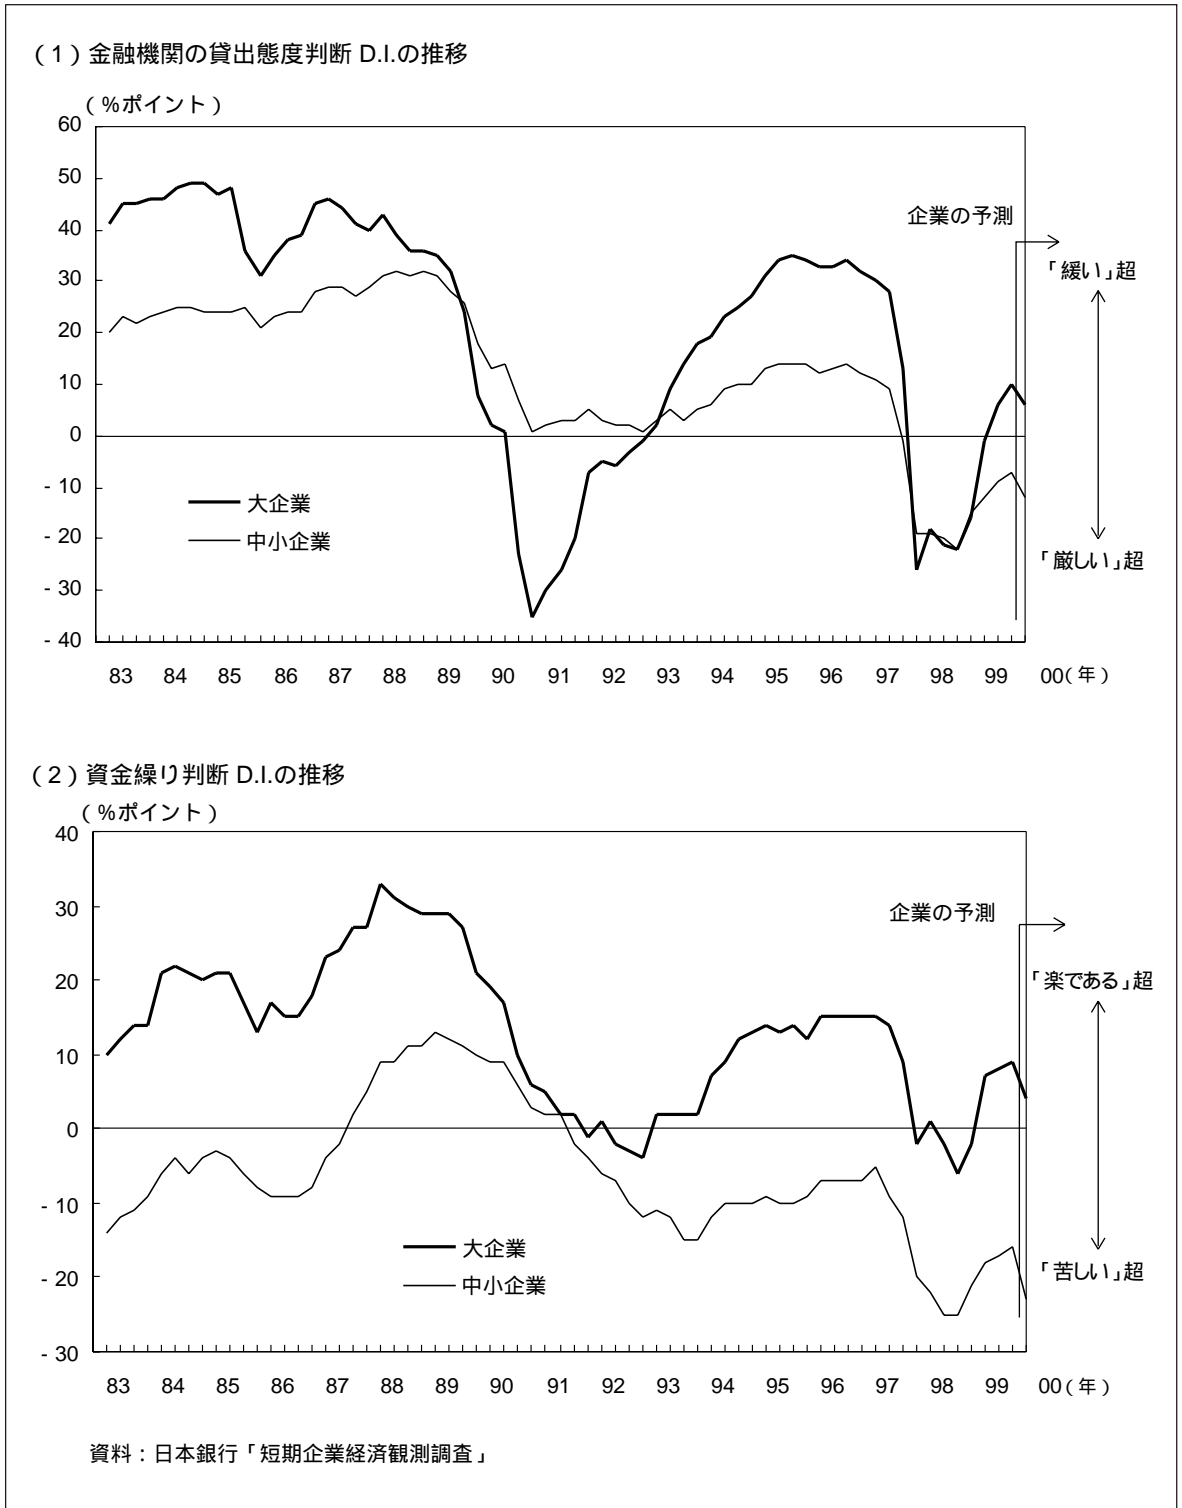 (1)金融機関の貸出態度判断 D.I.の推移
(%ポイント)
60
50
40
30
20
10
0
- 10
- 20
- 30
- 40
企業の予測
「緩い」超
「厳しい」超
大企業
中小企業
83 84 85 86 87 88 89 90 91 92 93 94 95 96 97 98 99 00(年)
(2)資金繰り判断 D.I.の推移
(%ポイント)
40
30
20
10
0
- 10
- 20
- 30
企業の予測
「楽である」超
「苦しい」超
大企業
中小企業
83 84 85 86 87 88 89 90 91 92 93 94 95 96 97 98 99 00(年)
資料:日本銀行「短期企業経済観測調査」